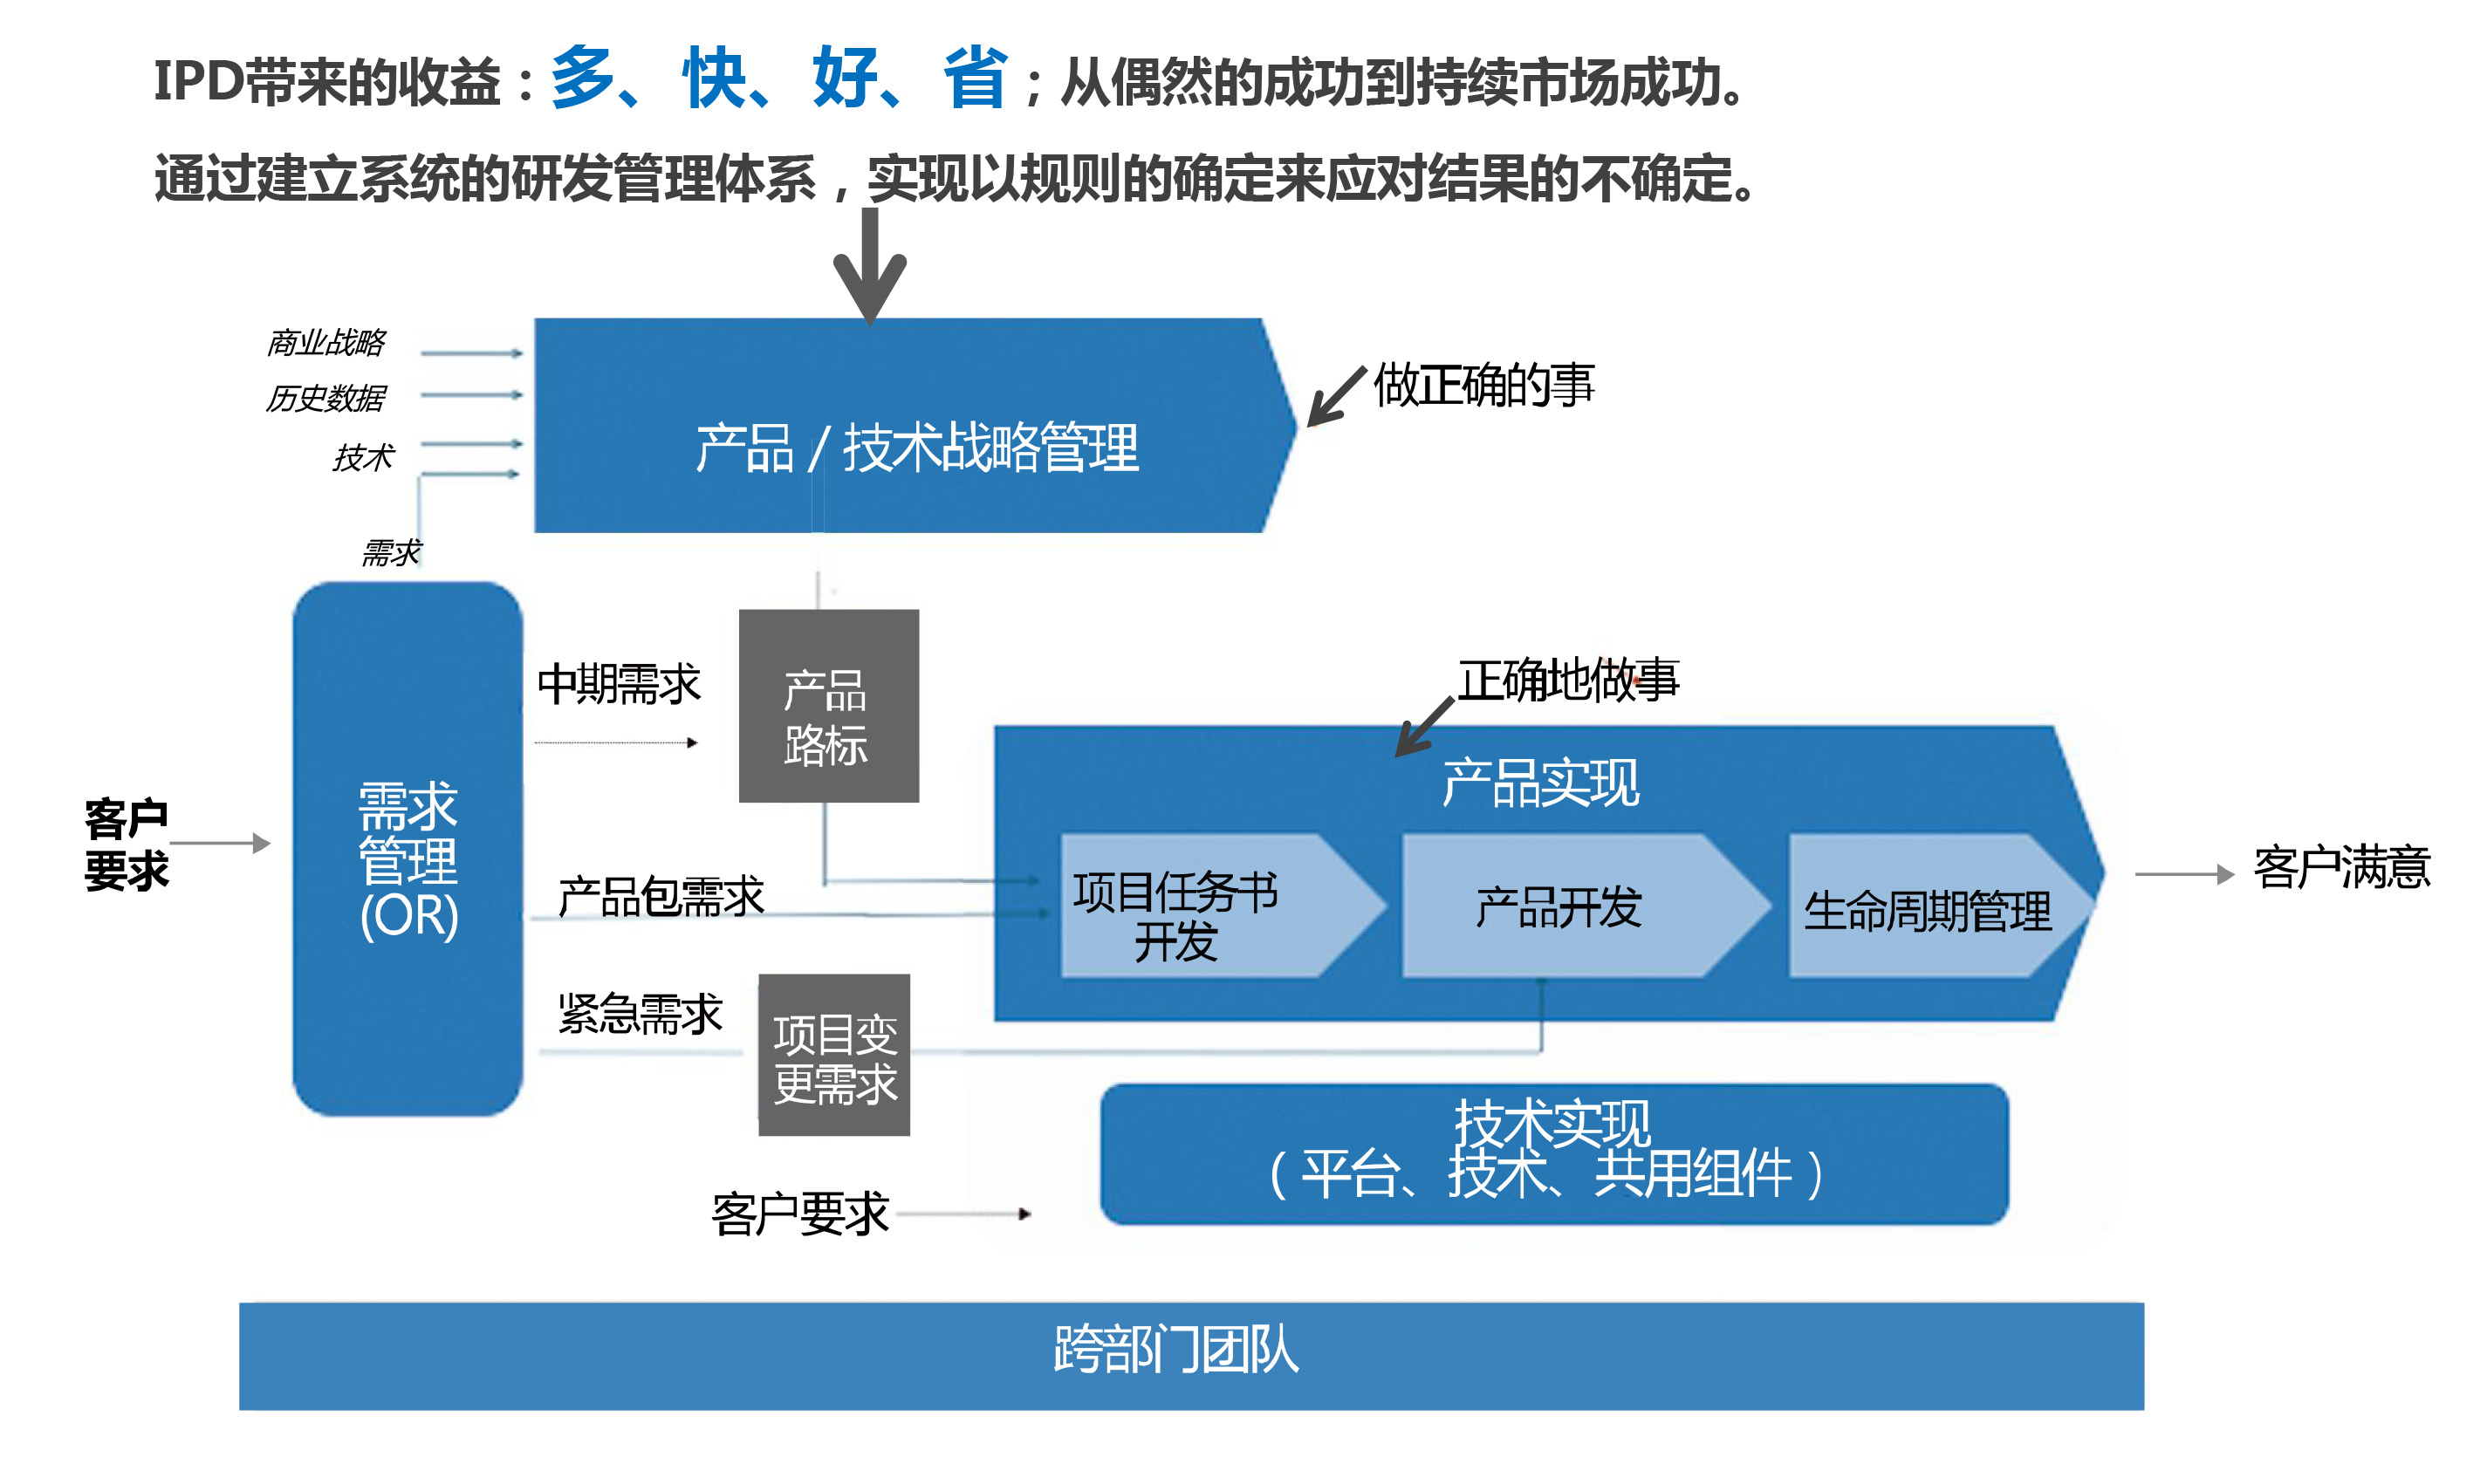 IPD带来的收益：多、快、好、省；从偶然的成功到持续市场成功。
通过建立系统的研发管理体系，实现以规则的确定来应对结果的不确定。
商业战略
历史数据
技术
需求
产品 / 技术战略管理
做正确的事
中期需求
产品
路标
正确地做事
客户
要求
需求
管理
(OR)
产品包需求
紧急需求
项目变
更需求
产品实现
项目任务书
开发
产品开发
生命周期管理
客户满意
技术实现
（平台、技术、共用组件）
客户要求
跨部门团队